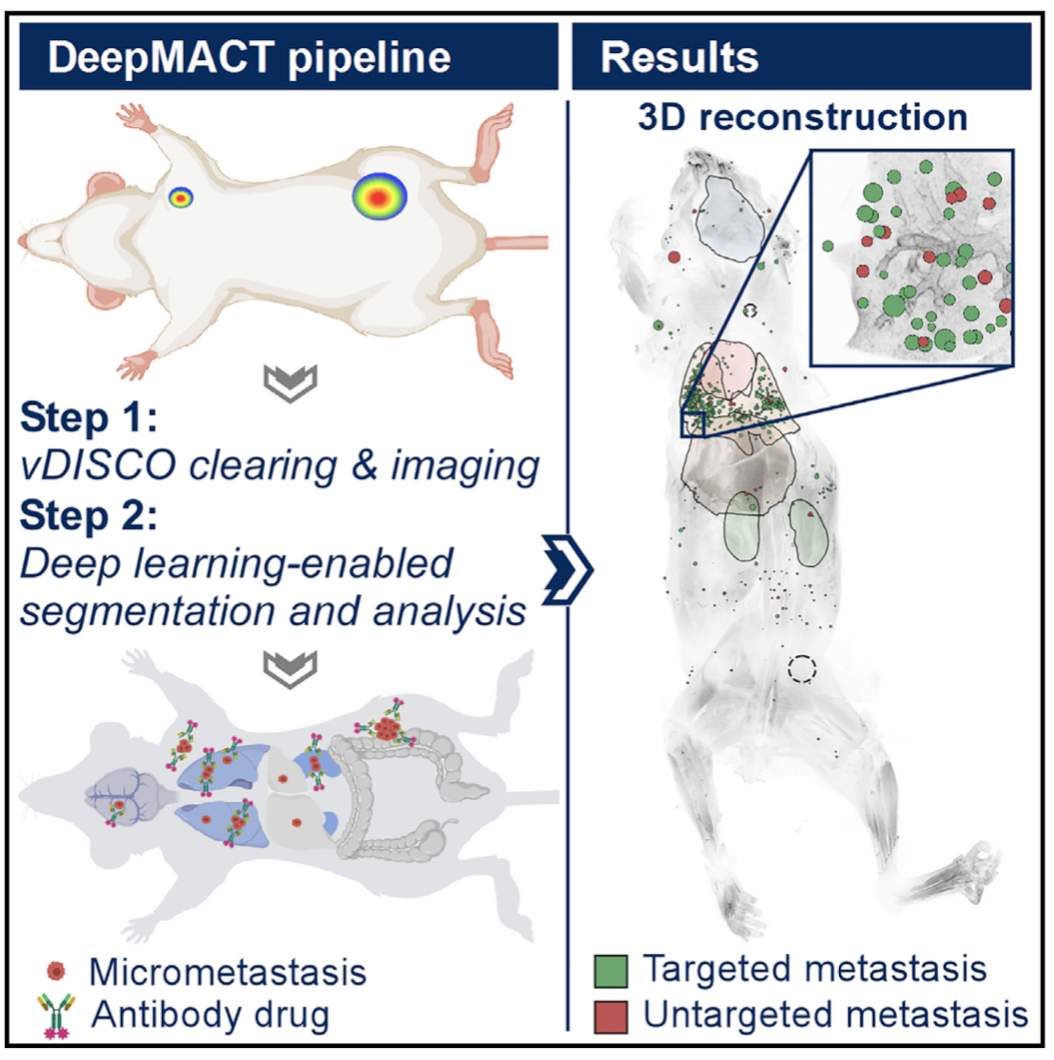 DeepMACT pipeline
Step 1:
vDISCO clearing & imaging
Step 2:
Deep learning-enabled
segmentation and analysis
Micrometastasis
Antibody drug
Results
3D reconstruction
Targeted metastasis
Untargeted metastasis